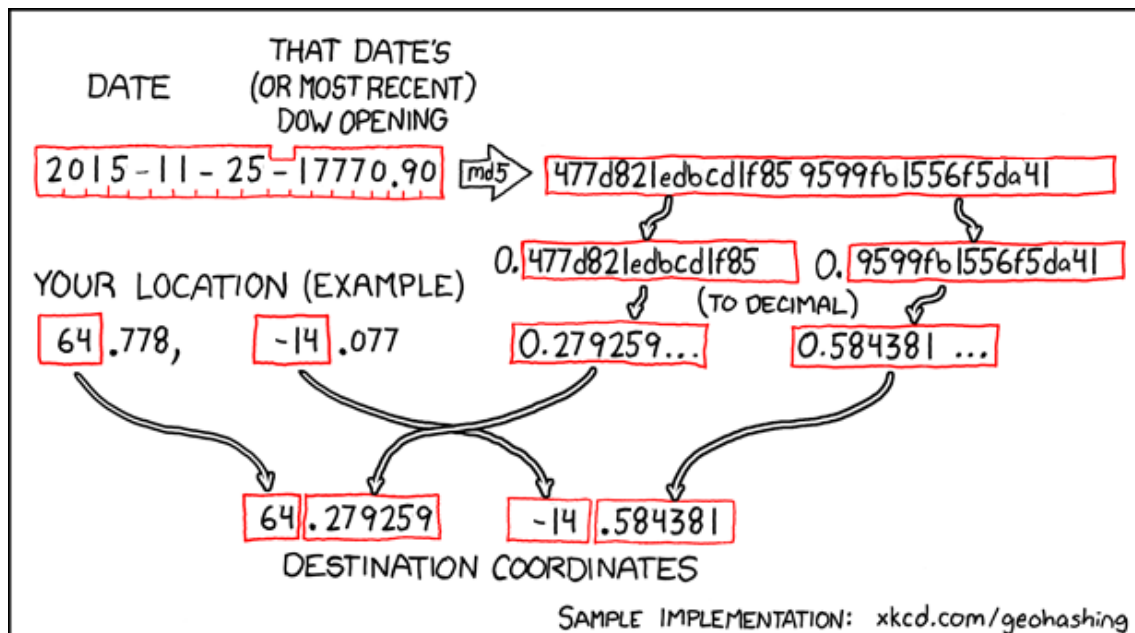 DATE
THAT DATE'S
(OR MOST RECENT)
DOW OPENING
2015-11-25-17770.90
md5
477d821edbcd1f85 9599fb1556f5da41
0.477d821edbcd1f85
0.9599fb1556f5da41
(TO DECIMAL)
YOUR LOCATION (EXAMPLE)
64.778,
-14.077
0.279259...
0.584381 ...
64.279259
-14.584381
DESTINATION COORDINATES
SAMPLE IMPLEMENTATION: xkcd.com/geohashing